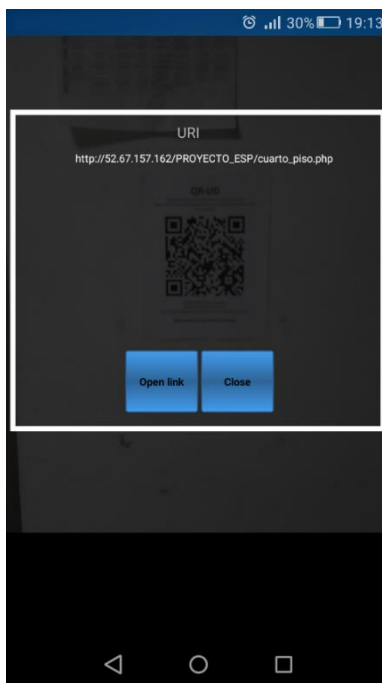 30% 19:13
URI
http://52.67.157.162/PROYECTO_ESP/cuarto_piso.php
QR-UD
Open link Close